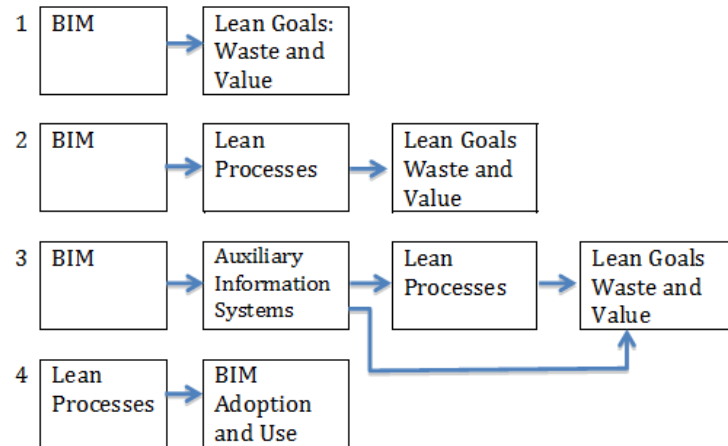 1 BIM
Lean Goals:
Waste and
Value
2 BIM
Lean
Processes
Lean Goals
Waste and
Value
3 BIM
Auxiliary
Information
Systems
Lean
Processes
Lean Goals
Waste and
Value
4 Lean
Processes
BIM
Adoption
and Use